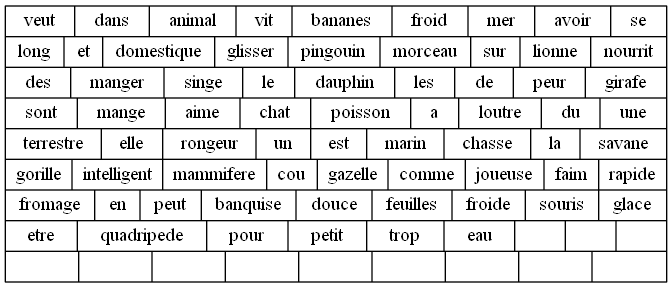 veut dans animal vit bananes froid mer avoir se
long et domestique glisser pingouin morceau sur lionne nourrit
des manger singe le dauphin les de peur girafe
sont mange aime chat poisson a loutre du une
terrestre elle rongeur un est marin chasse la savane
gorille intelligent mammifere cou gazelle comme joueuse faim rapide
fromage en peut banquise douce feuilles froide souris glace
etre quadripede pour petit trop eau